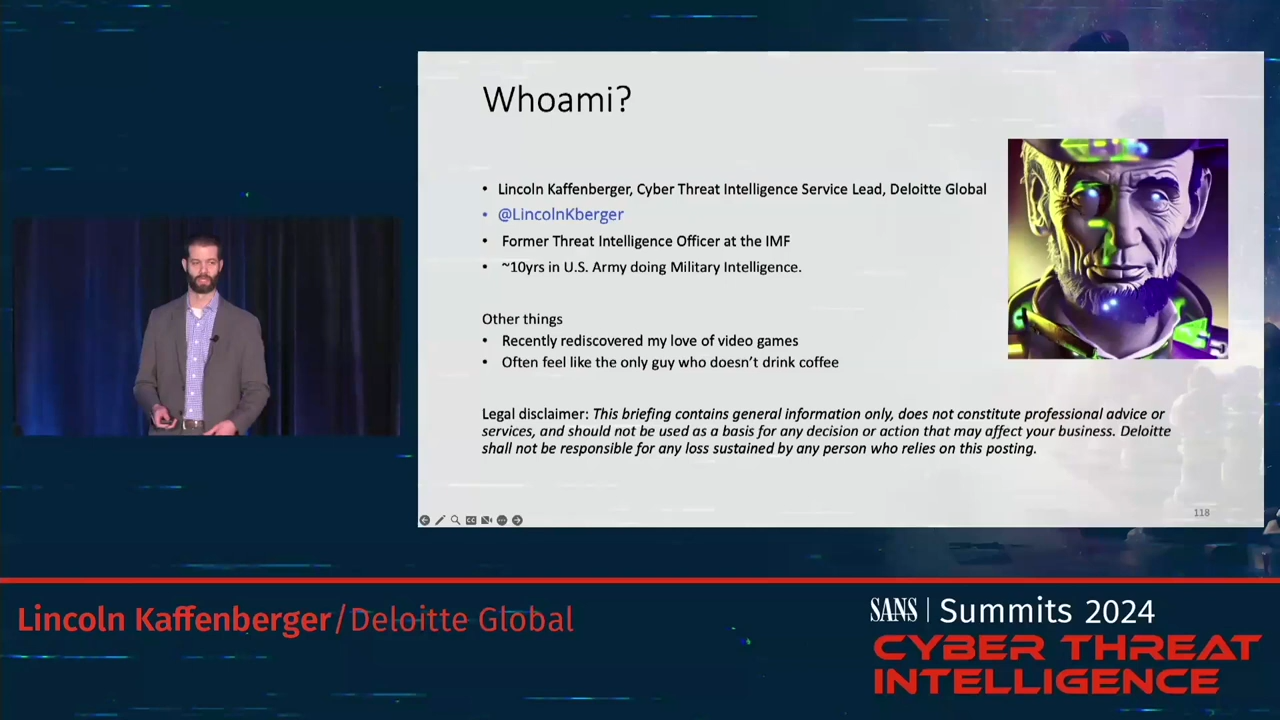 Whoami?
• Lincoln Kaffenberger, Cyber Threat Intelligence Service Lead, Deloitte Global
• @LincolnKberger
• Former Threat Intelligence Officer at the IMF
• ~10yrs in U.S. Army doing Military Intelligence.
Other things
• Recently rediscovered my love of video games
• Often feel like the only guy who doesn’t drink coffee
Legal disclaimer: This briefing contains general information only, does not constitute professional advice or
services, and should not be used as a basis for any decision or action that may affect your business. Deloitte
shall not be responsible for any loss sustained by any person who relies on this posting.
118
Lincoln Kaffenberger/Deloitte Global
SANS | Summits 2024
CYBER THREAT
INTELLIGENCE